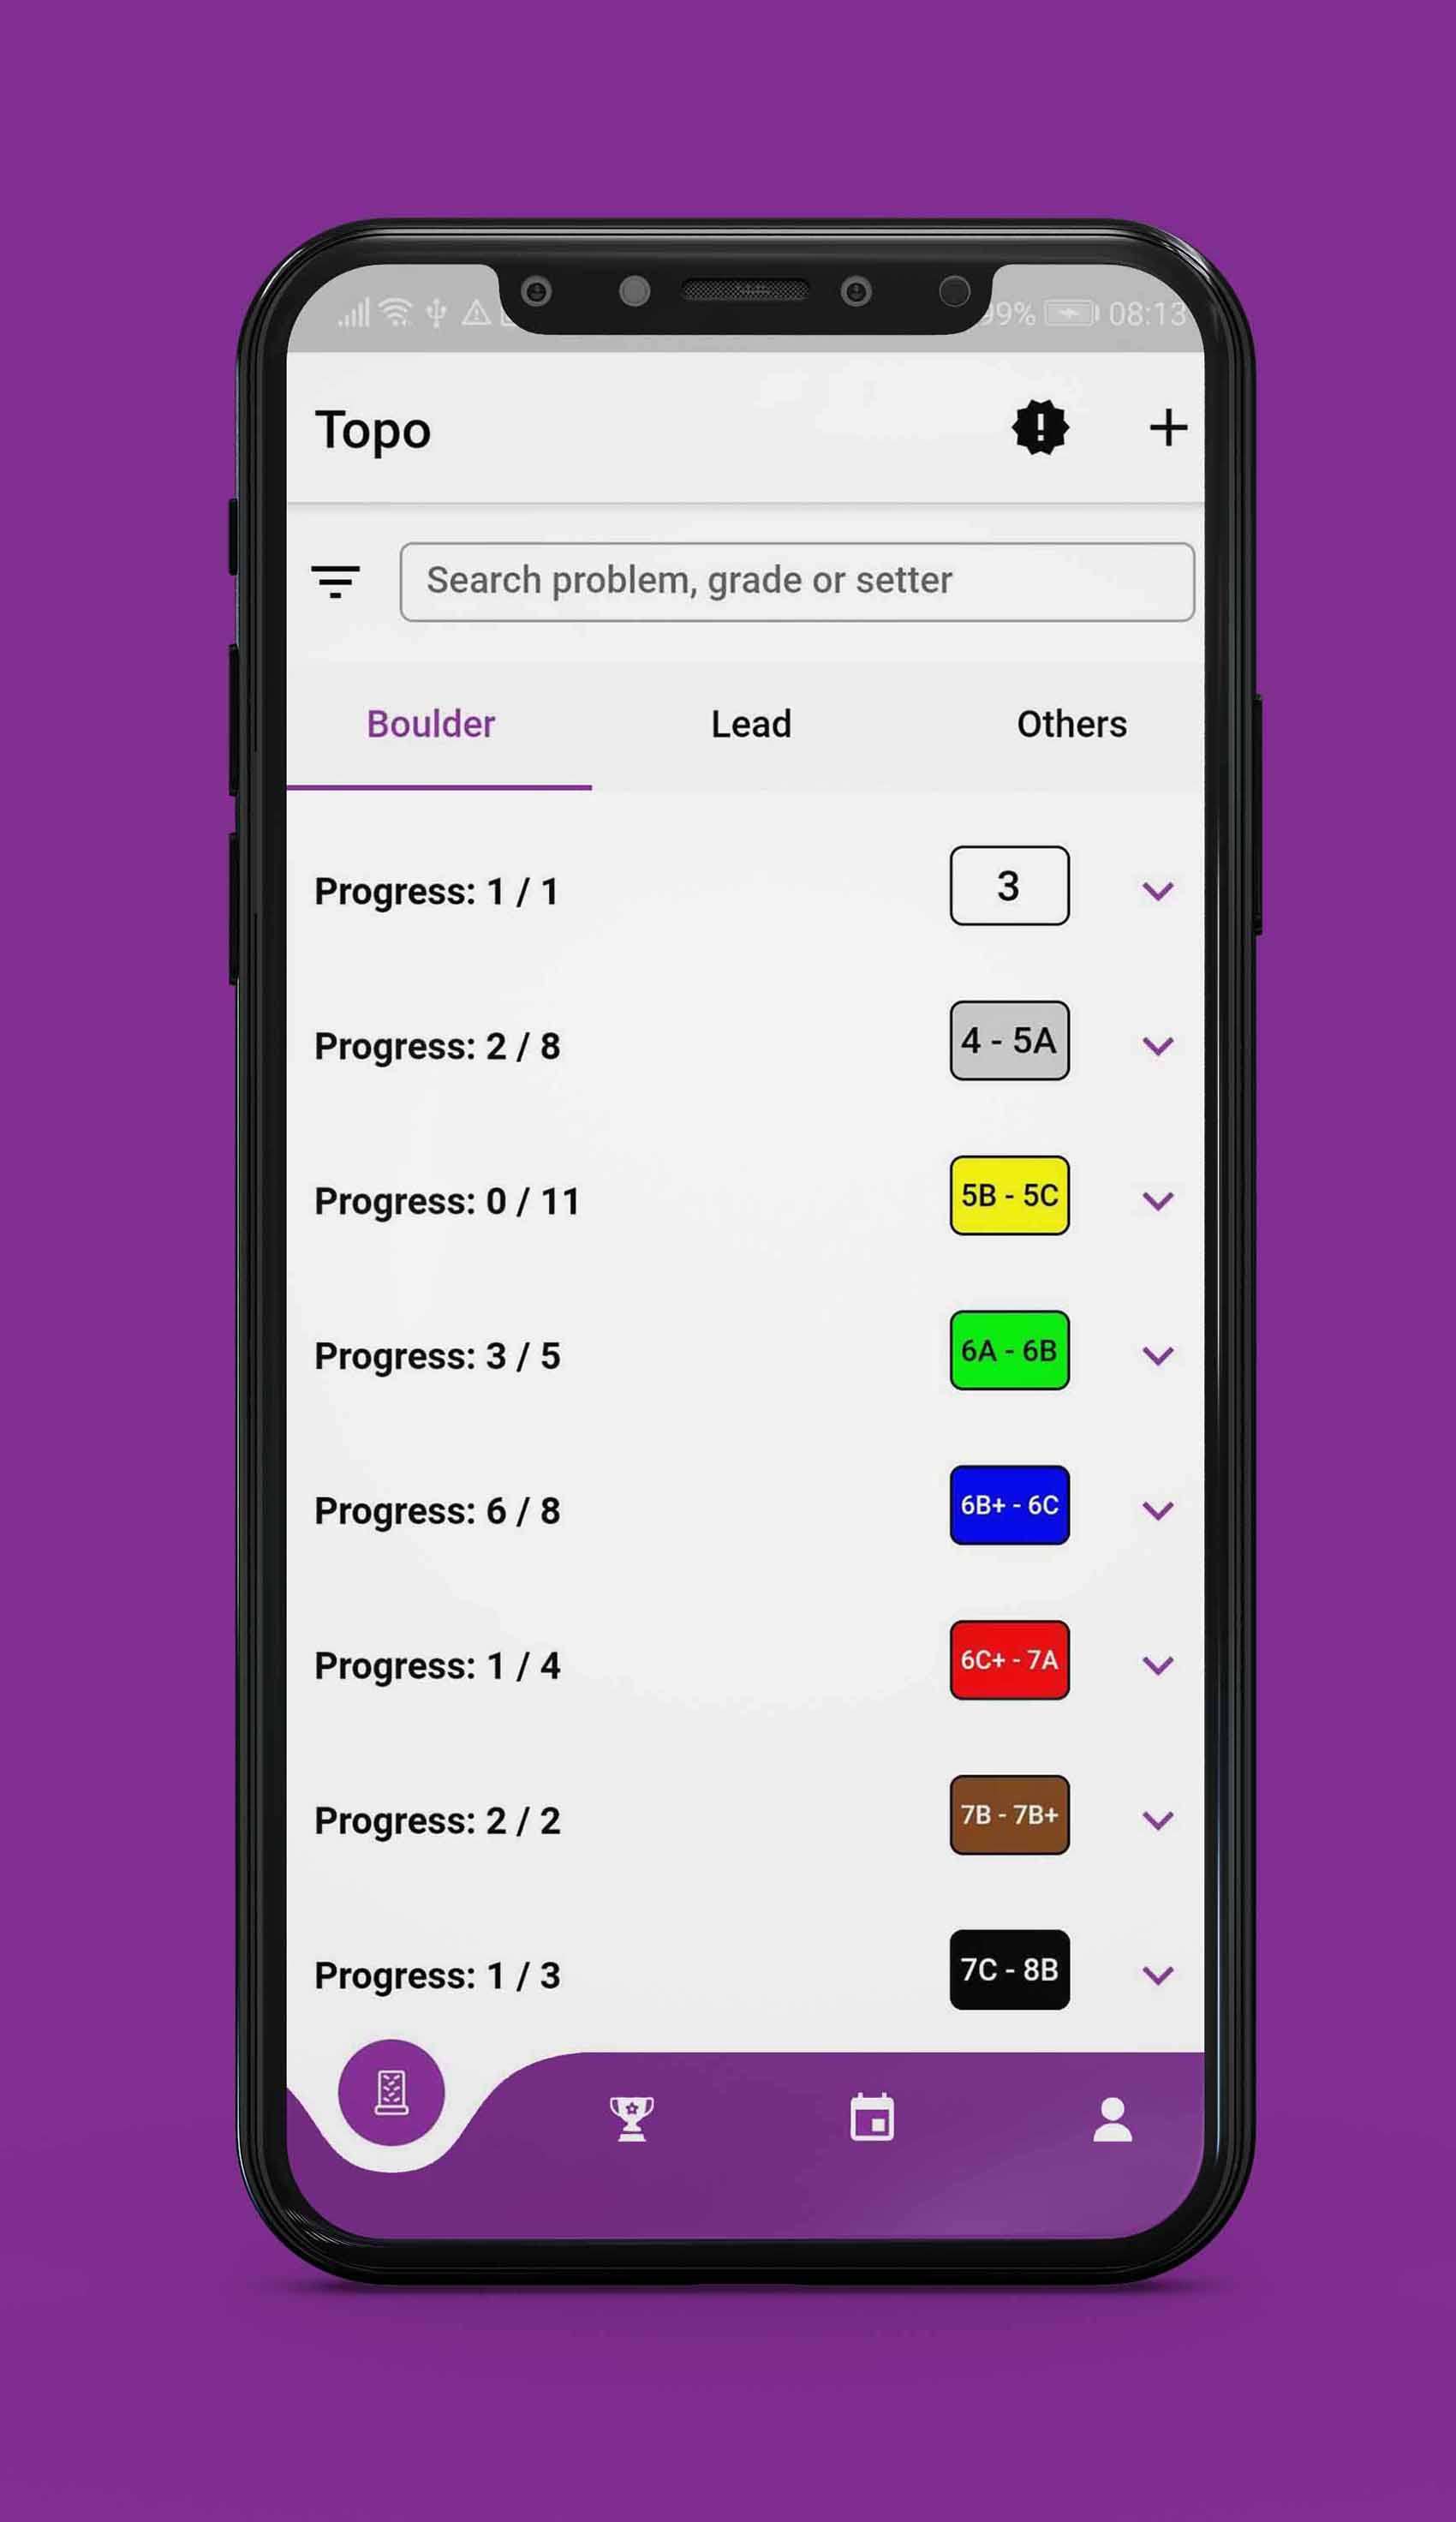 99% 08:13
Topo
Search problem, grade or setter
Boulder Lead Others
Progress: 1 / 1 3
Progress: 2 / 8 4 - 5A
Progress: 0 / 11 5B - 5C
Progress: 3 / 5 6A - 6B
Progress: 6 / 8 6B+ - 6C
Progress: 1 / 4 6C+ - 7A
Progress: 2 / 2 7B - 7B+
Progress: 1 / 3 7C - 8B